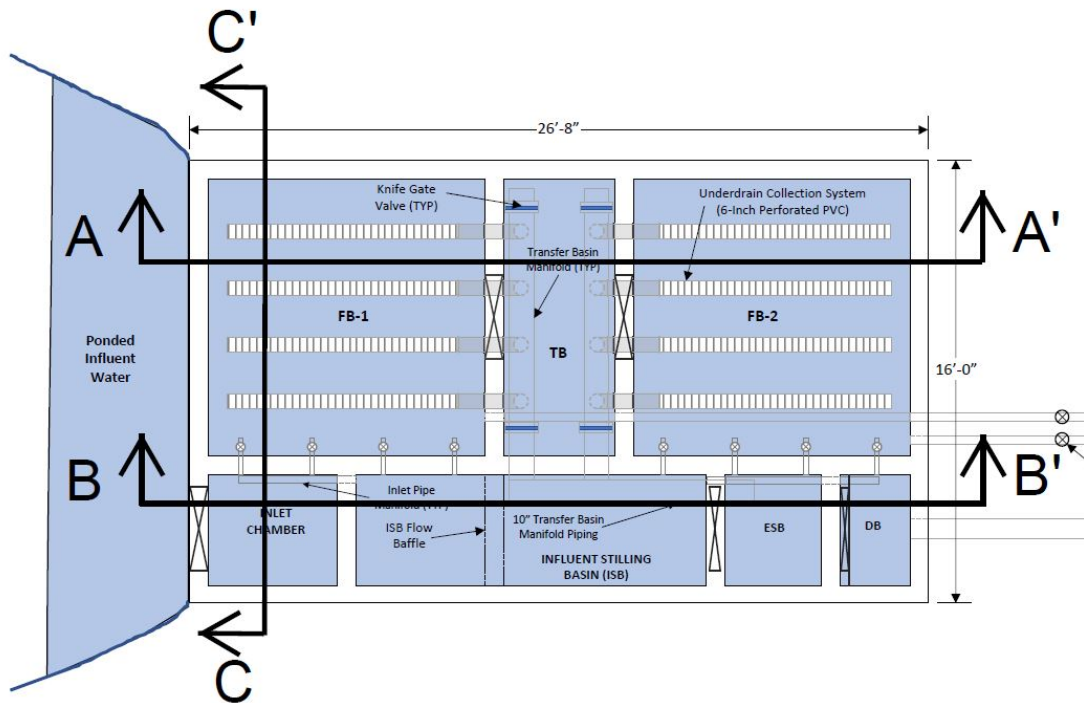 C'
26'-8"
Knife Gate
Valve (TYP)
Underdrain Collection System
(6-Inch Perforated PVC)
A
A'
Transfer Basin
Manifold (TYP)
FB-1
FB-2
TB
Ponded
Influent
Water
16'-0"
B
B'
Inlet Pipe
Manifold (TYP)
INLET
CHAMBER
ISB Flow
Baffle
10" Transfer Basin
Manifold Piping
INFLUENT STILLING
BASIN (ISB)
ESB
DB
C